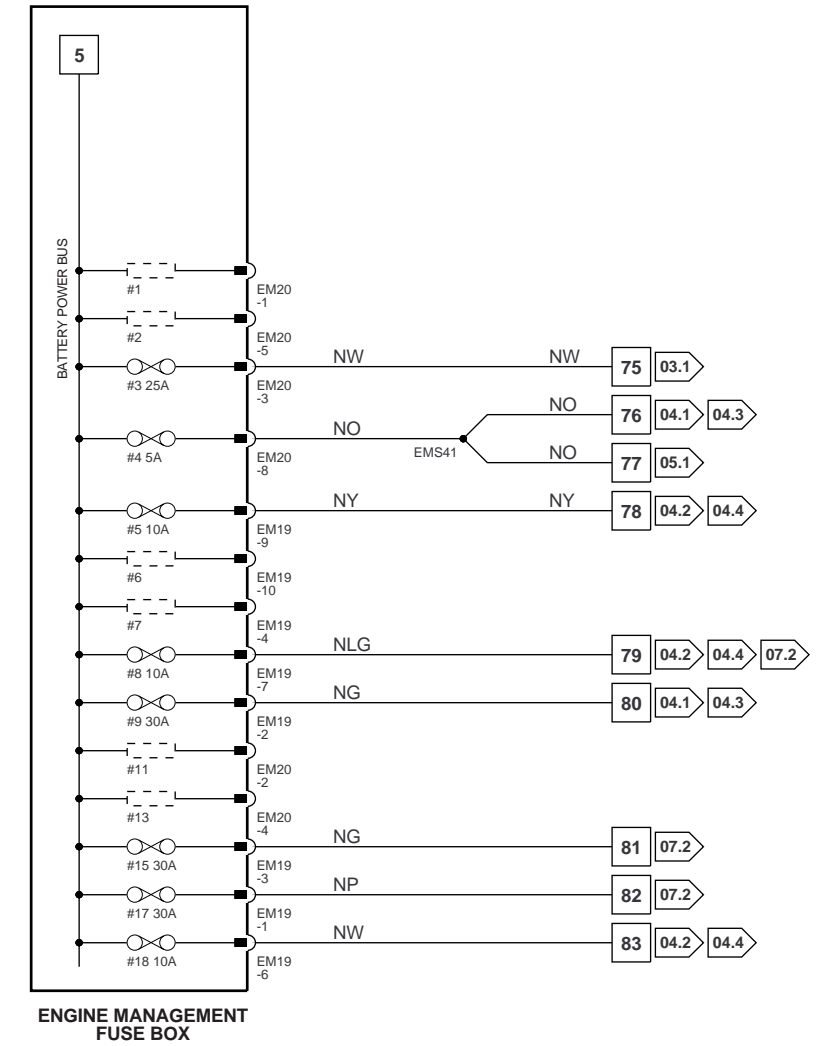 5
BATTERY POWER BUS
#1
EM20
-1
#2
EM20
-5
#3 25A
EM20
-3
NW
NW
75
03.1
#4 5A
EM20
-8
NO
EMS41
NO
76
04.1
04.3
NO
77
05.1
#5 10A
EM19
-9
NY
NY
78
04.2
04.4
#6
EM19
-10
#7
EM19
-4
#8 10A
EM19
-7
NLG
79
04.2
04.4
07.2
#9 30A
EM19
-2
NG
80
04.1
04.3
#11
EM20
-2
#13
EM20
-4
#15 30A
EM19
-3
NG
81
07.2
#17 30A
EM19
-1
NP
82
07.2
#18 10A
EM19
-6
NW
83
04.2
04.4
ENGINE MANAGEMENT
FUSE BOX